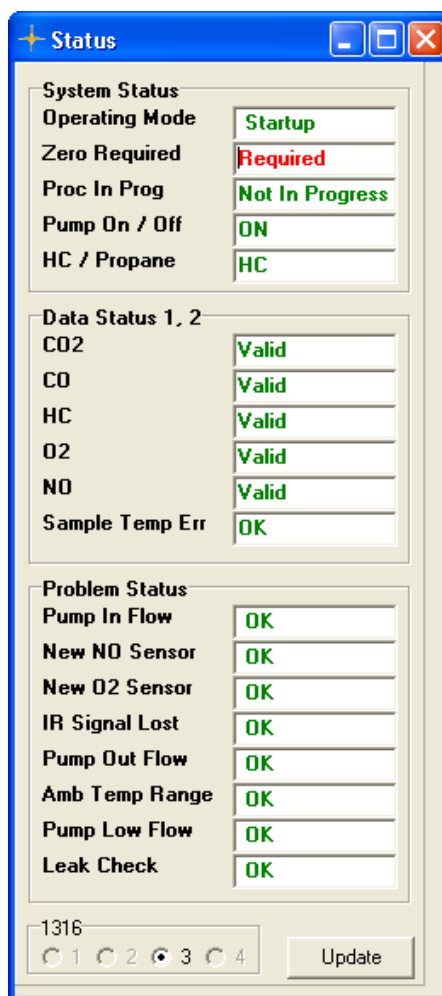 Status
System Status
Operating Mode Startup
Zero Required Required
Proc In Prog Not In Progress
Pump On / Off ON
HC / Propane HC
Data Status 1, 2
CO2 Valid
CO Valid
HC Valid
O2 Valid
NO Valid
Sample Temp Err OK
Problem Status
Pump In Flow OK
New NO Sensor OK
New O2 Sensor OK
IR Signal Lost OK
Pump Out Flow OK
Amb Temp Range OK
Pump Low Flow OK
Leak Check OK
1316
1 2 3 4 Update